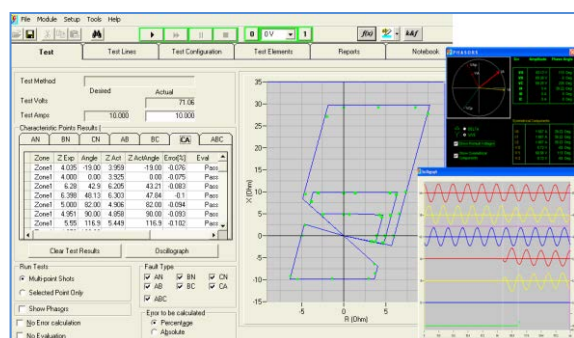 File Module Setup Tools Help
0 0 V 1 f(x) k&f
Test Test Lines Test Configuration Test Elements Reports Notebook
Test Method
Desired Actual
Test Volts 71.06
Test Amps 10.000 10.000
Characteristic Points Results
AN BN CN AB BC CA ABC
Zone Z Exp Angle Z Act Z ActAngle Error[%] Eval
Zone1 4.035 -19.00 3.959 -19.00 -0.076 Pass
Zone1 4.000 0.00 3.925 0.00 -0.075 Pass
Zone1 6.28 42.9 6.205 43.21 -0.083 Pass
Zone1 6.398 48.13 6.303 47.84 -0.1 Pass
Zone1 5.000 82.00 4.906 82.00 -0.094 Pass
Zone1 4.951 90.00 4.858 90.00 -0.093 Pass
Zone1 5.55 116.9 5.449 116.9 -0.102 Pass
Clear Test Results Oscillograph
Run Tests
Multi-point Shots
Selected Point Only
Show Phasors
No Error calculation
No Evaluation
Fault Type
AN BN CN
AB BC CA
ABC
Error to be calculated
Percentage
Absolute
35
30
25
20
15
10
5
0
-5
-10
-15
X [Ohm]
-5 0 5
R [Ohm]
PHASORS